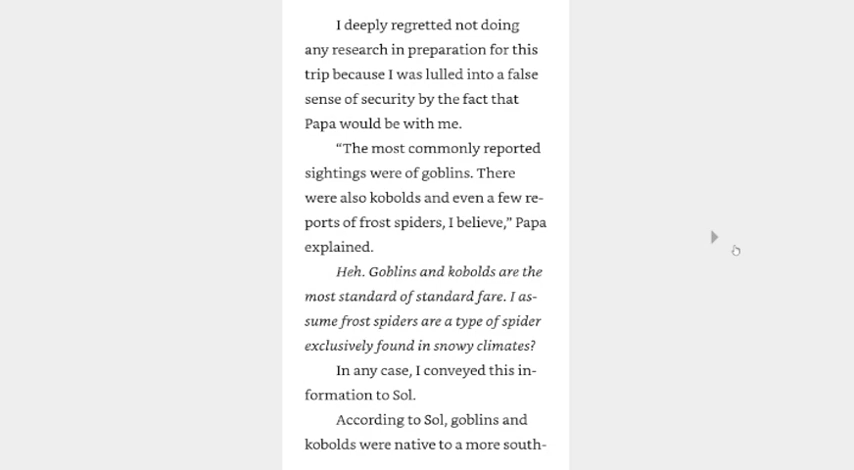 I deeply regretted not doing
any research in preparation for this
trip because I was lulled into a false
sense of security by the fact that
Papa would be with me.
“The most commonly reported
sightings were of goblins. There
were also kobolds and even a few re-
ports of frost spiders, I believe,” Papa
explained.
Heh. Goblins and kobolds are the
most standard of standard fare. I as-
sume frost spiders are a type of spider
exclusively found in snowy climates?
In any case, I conveyed this in-
formation to Sol.
According to Sol, goblins and
kobolds were native to a more south-